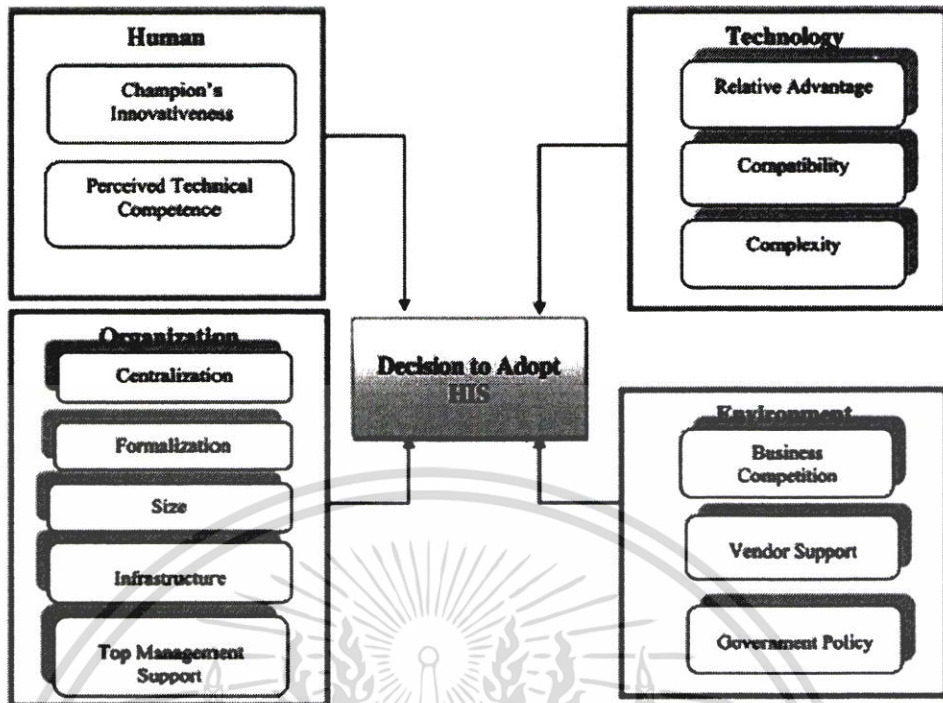 Human
Champion's
Innovativeness
Perceived Technical
Competence
Technology
Relative Advantage
Compatibility
Complexity
Organization
Centralization
Formalization
Size
Infrastructure
Top Management
Support
Decision to Adopt
HIS
Environment
Business
Competition
Vendor Support
Government Policy